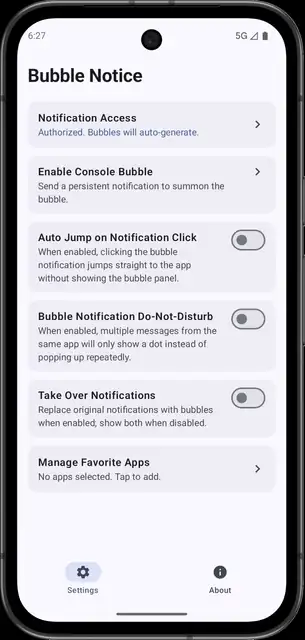 6:27
5G
Bubble Notice
Notification Access
Authorized. Bubbles will auto-generate.
Enable Console Bubble
Send a persistent notification to summon the
bubble.
Auto Jump on Notification Click
When enabled, clicking the bubble
notification jumps straight to the app
without showing the bubble panel.
Bubble Notification Do-Not-Disturb
When enabled, multiple messages from the
same app will only show a dot instead of
popping up repeatedly.
Take Over Notifications
Replace original notifications with bubbles
when enabled; show both when disabled.
Manage Favorite Apps
No apps selected. Tap to add.
Settings
About